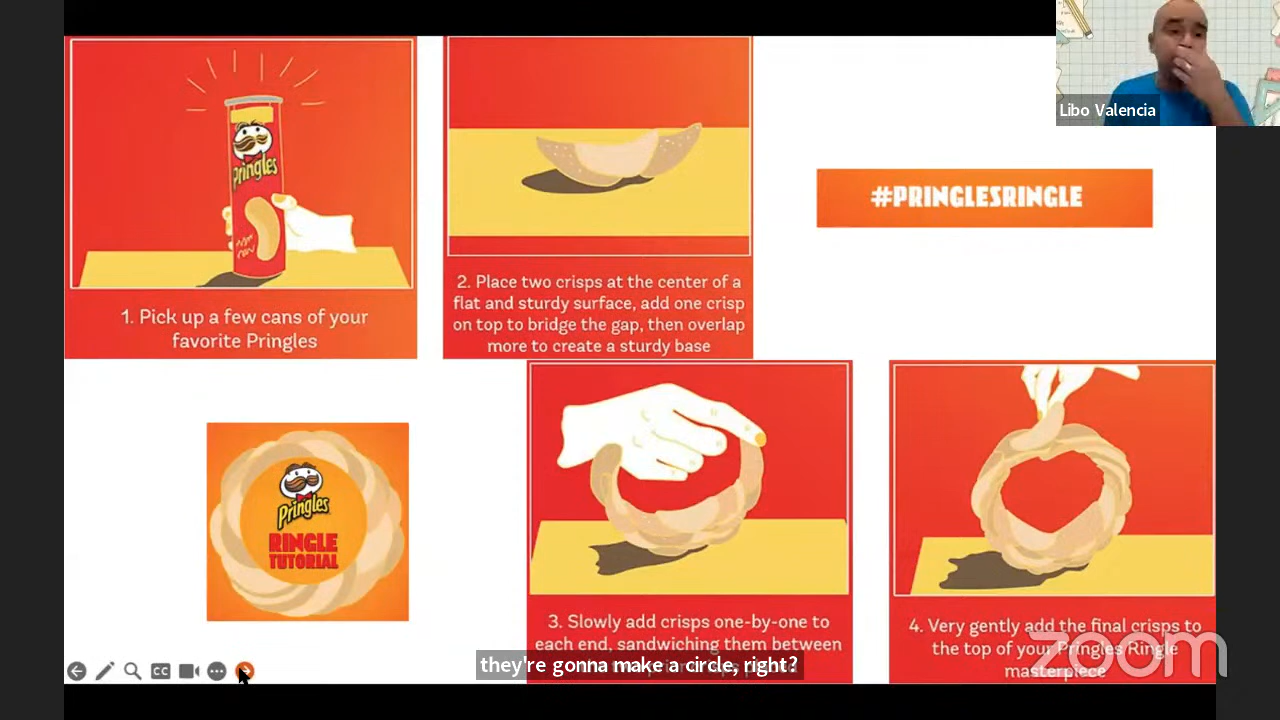 Libo Valencia
Pringles
1. Pick up a few cans of your
favorite Pringles
2. Place two crisps at the center of a
flat and sturdy surface, add one crisp
on top to bridge the gap, then overlap
more to create a sturdy base
#PRINGLESRINGLE
Pringles
RINGLE
TUTORIAL
3. Slowly add crisps one-by-one to
each end, sandwiching them between
4. Very gently add the final crisps to
the top of your Pringles Ringle
masterpiece
they're gonna make a circle, right?
CC
zoom